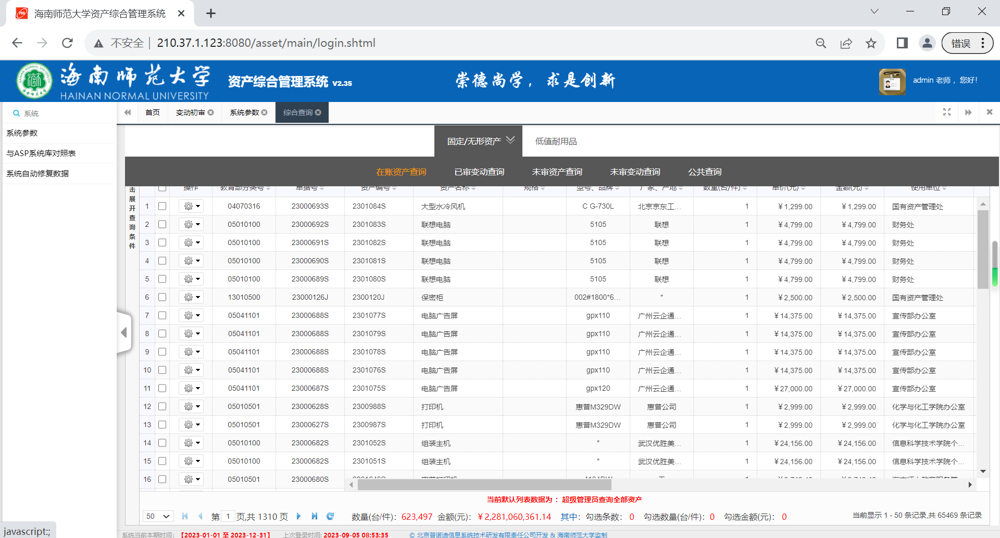 海南师范大学资产综合管理系统
不安全 210.37.1.123:8080/asset/main/login.shtml 错误
海南师范大学 HAINAN NORMAL UNIVERSITY 资产综合管理系统 V2.35 崇德尚学，求是创新 admin 老师， 您好!
系统 首页 变动初审 系统参数 综合查询
系统参数
与ASP系统库对照表
系统自动修复数据
固定/无形资产 低值耐用品
在账资产查询 已审变动查询 未审资产查询 未审变动查询 公共查询
击展开查询条件
操作 教育部分类号 单据号 资产编号 资产名称 规格 型号、品牌 厂家、产地 数量(台/件) 单价(元) 金额(元) 使用单位
1 04070316 23000693S 2301084S 大型水冷风机 C G-730L 北京京东工... 1 ￥1,299.00 ￥1,299.00 国有资产管理处
2 05010100 23000692S 2301083S 联想电脑 5105 联想 1 ￥4,799.00 ￥4,799.00 财务处
3 05010100 23000691S 2301082S 联想电脑 5105 联想 1 ￥4,799.00 ￥4,799.00 财务处
4 05010100 23000690S 2301081S 联想电脑 5105 联想 1 ￥4,799.00 ￥4,799.00 财务处
5 05010100 23000689S 2301080S 联想电脑 5105 联想 1 ￥4,799.00 ￥4,799.00 财务处
6 13010500 23000126J 2300120J 保密柜 002#1800*6... * 1 ￥2,500.00 ￥2,500.00 国有资产管理处
7 05041101 23000688S 2301077S 电脑广告屏 gpx110 广州云企通... 1 ￥14,375.00 ￥14,375.00 宣传部办公室
8 05041101 23000688S 2301079S 电脑广告屏 gpx110 广州云企通... 1 ￥14,375.00 ￥14,375.00 宣传部办公室
9 05041101 23000688S 2301078S 电脑广告屏 gpx110 广州云企通... 1 ￥14,375.00 ￥14,375.00 宣传部办公室
10 05041101 23000688S 2301076S 电脑广告屏 gpx110 广州云企通... 1 ￥14,375.00 ￥14,375.00 宣传部办公室
11 05041101 23000687S 2301075S 电脑广告屏 gpx120 广州云企通... 1 ￥27,000.00 ￥27,000.00 宣传部办公室
12 05010501 23000628S 2300988S 打印机 惠普M329DW 惠普公司 1 ￥2,999.00 ￥2,999.00 化学与化工学院办公室
13 05010501 23000627S 2300987S 打印机 惠普M329DW 惠普公司 1 ￥2,999.00 ￥2,999.00 化学与化工学院办公室
14 05010100 23000682S 2301052S 组装主机 * 武汉优胜美... 1 ￥24,156.00 ￥24,156.00 信息科学技术学院个...
15 05010100 23000682S 2301051S 组装主机 * 武汉优胜美... 1 ￥24,156.00 ￥24,156.00 信息科学技术学院个...
16 05010501 23000680S
当前默认列表数据为： 超级管理员查询全部资产
50 第 1 页,共 1310 页 数量(台/件)： 623,497 金额(元)： ￥2,281,060,361.14 其中： 勾选条数： 0 勾选数量(台/件)： 0 勾选金额(元)： 0 当前显示 1 - 50 条记录,共 65469 条记录
javascript:;
系统当前本期时间: 【2023-01-01 至 2023-12-31】 上次登录时间: 2023-09-05 08:53:35 © 北京普诺迪信息系统技术研发有限责任公司开发 & 海南师范大学监制